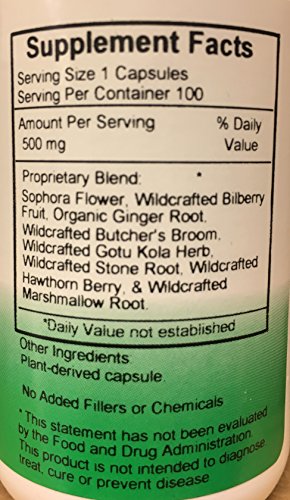 Supplement Facts
Serving Size 1 Capsules
Serving Per Container 100
Amount Per Serving % Daily
500 mg Value
Proprietary Blend: *
Sophora Flower, Wildcrafted Bilberry
Fruit, Organic Ginger Root,
Wildcrafted Butcher's Broom,
Wildcrafted Gotu Kola Herb,
Wildcrafted Stone Root, Wildcrafted
Hawthorn Berry, & Wildcrafted
Marshmallow Root.
*Daily Value not established
Other Ingredients:
Plant-derived capsule.
No Added Fillers or Chemicals
* This statement has not been evaluated
by the Food and Drug Administration.
This product is not intended to diagnose
treat, cure or prevent disease